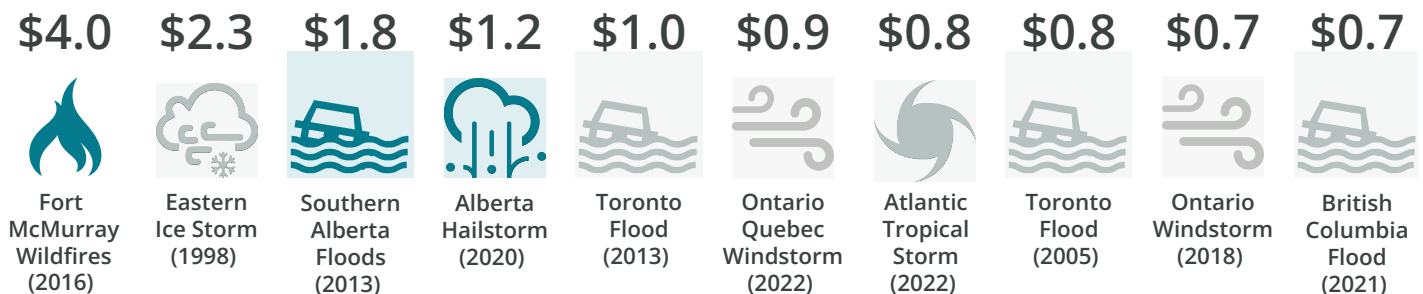 $4.0
Fort
McMurray
Wildfires
(2016)
$2.3
Eastern
Ice Storm
(1998)
$1.8
Southern
Alberta
Floods
(2013)
$1.2
Alberta
Hailstorm
(2020)
$1.0
Toronto
Flood
(2013)
$0.9
Ontario
Quebec
Windstorm
(2022)
$0.8
Atlantic
Tropical
Storm
(2022)
$0.8
Toronto
Flood
(2005)
$0.7
Ontario
Windstorm
(2018)
$0.7
British
Columbia
Flood
(2021)